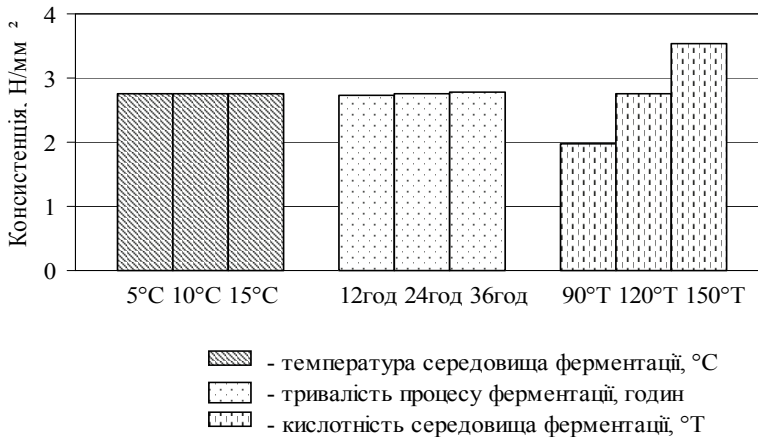 4
3
2
1
0
Консистенція, Н/мм ²
5°С 10°С 15°С
12год 24год 36год
90°Т 120°Т 150°Т
- температура середовища ферментації, °С
- тривалість процесу ферментації, годин
- кислотність середовища ферментації, °Т